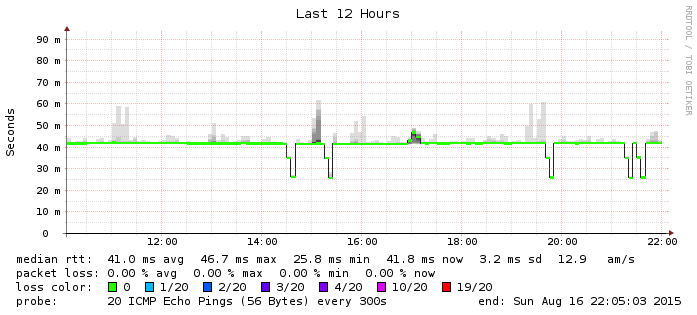 Last 12 Hours
RRDTOOL / TOBI OETIKER
Seconds
90 m
80 m
70 m
60 m
50 m
40 m
30 m
20 m
10 m
0
12:00 14:00 16:00 18:00 20:00 22:00
median rtt: 41.0 ms avg 46.7 ms max 25.8 ms min 41.8 ms now 3.2 ms sd 12.9 am/s
packet loss: 0.00 % avg 0.00 % max 0.00 % min 0.00 % now
loss color: 0 1/20 2/20 3/20 4/20 10/20 19/20
probe: 20 ICMP Echo Pings (56 Bytes) every 300s end: Sun Aug 16 22:05:03 2015